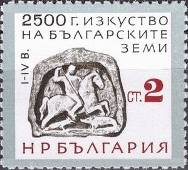 2500 Г. ИЗКУСТВО
НА БЪЛГАРСКИТЕ
ЗЕМИ
I-IV В.
СТ. 2
НР БЪЛГАРИЯ